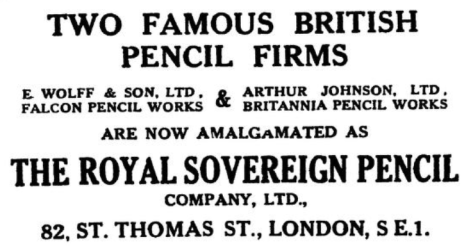 TWO FAMOUS BRITISH
PENCIL FIRMS
E. WOLFF & SON, LTD, & ARTHUR JOHNSON, LTD,
FALCON PENCIL WORKS BRITANNIA PENCIL WORKS
ARE NOW AMALGAMATED AS
THE ROYAL SOVEREIGN PENCIL
COMPANY, LTD.,
82, ST. THOMAS ST., LONDON, S E.1.